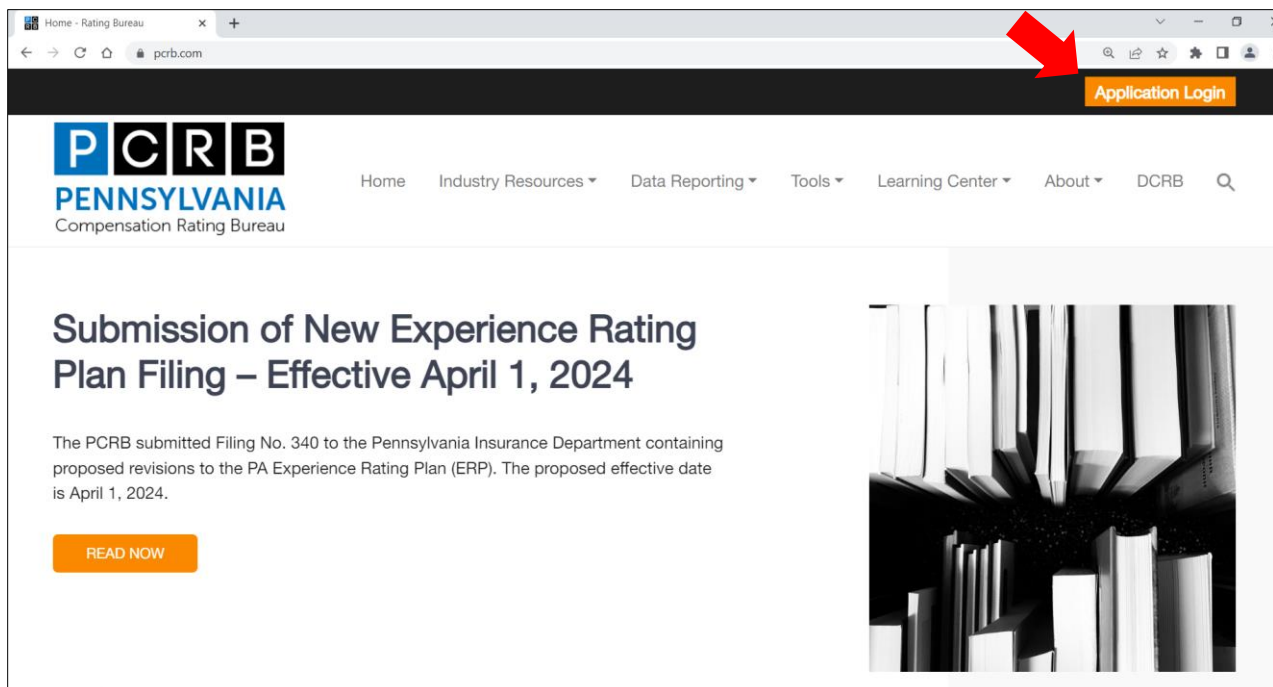 Home - Rating Bureau
pcrb.com
Application Login
PCRB
PENNSYLVANIA
Compensation Rating Bureau
Home Industry Resources Data Reporting Tools Learning Center About DCRB
Submission of New Experience Rating
Plan Filing – Effective April 1, 2024
The PCRB submitted Filing No. 340 to the Pennsylvania Insurance Department containing
proposed revisions to the PA Experience Rating Plan (ERP). The proposed effective date
is April 1, 2024.
READ NOW